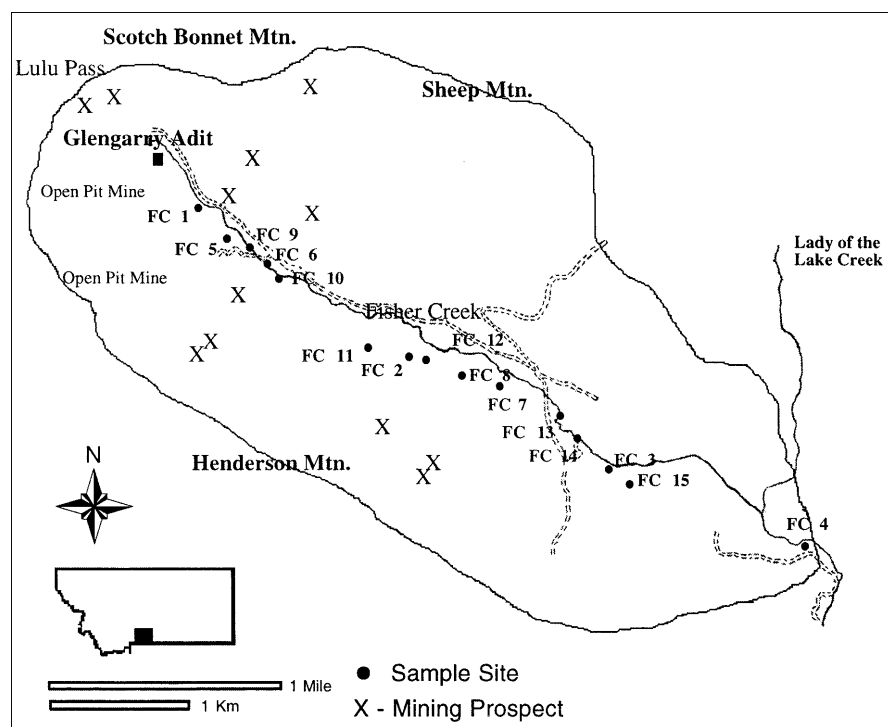 Scotch Bonnet Mtn.
Lulu Pass
X
X
X
Sheep Mtn.
Glengarry Adit
X
Open Pit Mine
X
FC 1
X
FC 9
FC 5
FC 6
Lady of the
Lake Creek
Open Pit Mine
FC 10
X
Fisher Creek
FC 12
X
X
FC 11
FC 2
FC 8
FC 7
X
FC 13
FC 14
FC 3
Henderson Mtn.
X
X
FC 15
N
FC 4
1 Mile
1 Km
Sample Site
X - Mining Prospect